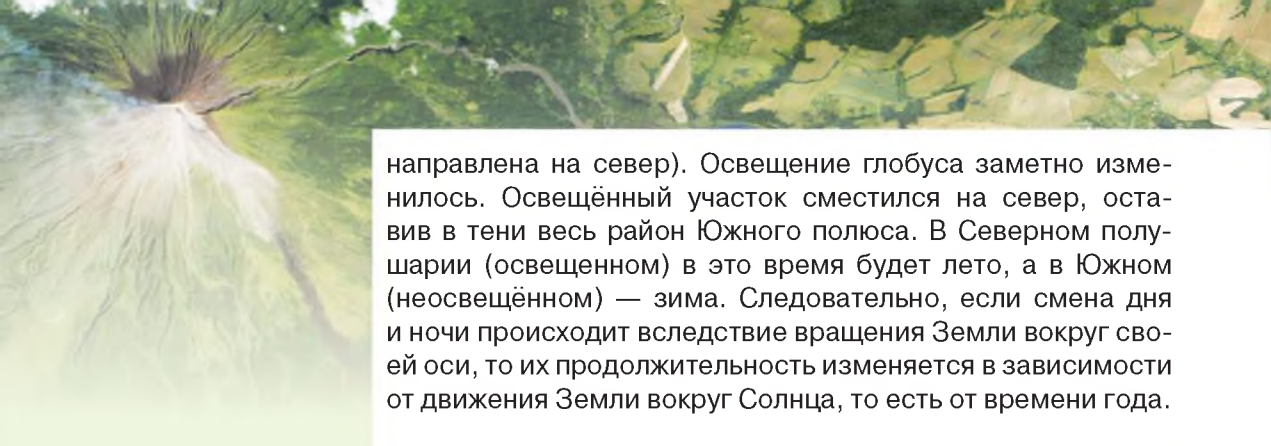 направлена на север). Освещение глобуса заметно изме-
нилось. Освещённый участок сместился на север, оста-
вив в тени весь район Южного полюса. В Северном полу-
шарии (освещенном) в это время будет лето, а в Южном
(неосвещённом) — зима. Следовательно, если смена дня
и ночи происходит вследствие вращения Земли вокруг сво-
ей оси, то их продолжительность изменяется в зависимости
от движения Земли вокруг Солнца, то есть от времени года.